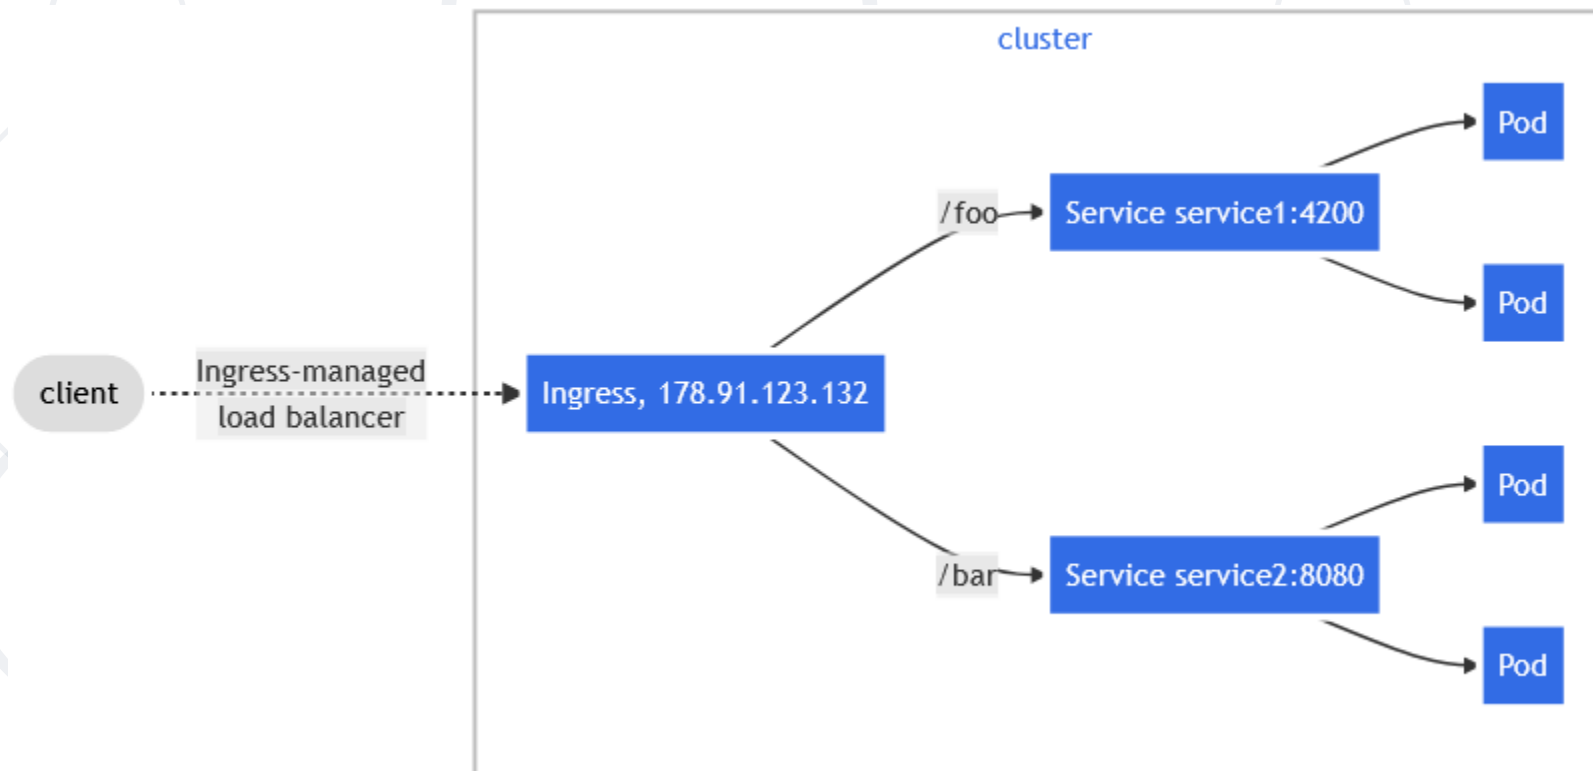 cluster
Pod
/foo
Service service1:4200
Pod
client
Ingress-managed
load balancer
Ingress, 178.91.123.132
Pod
/bar
Service service2:8080
Pod